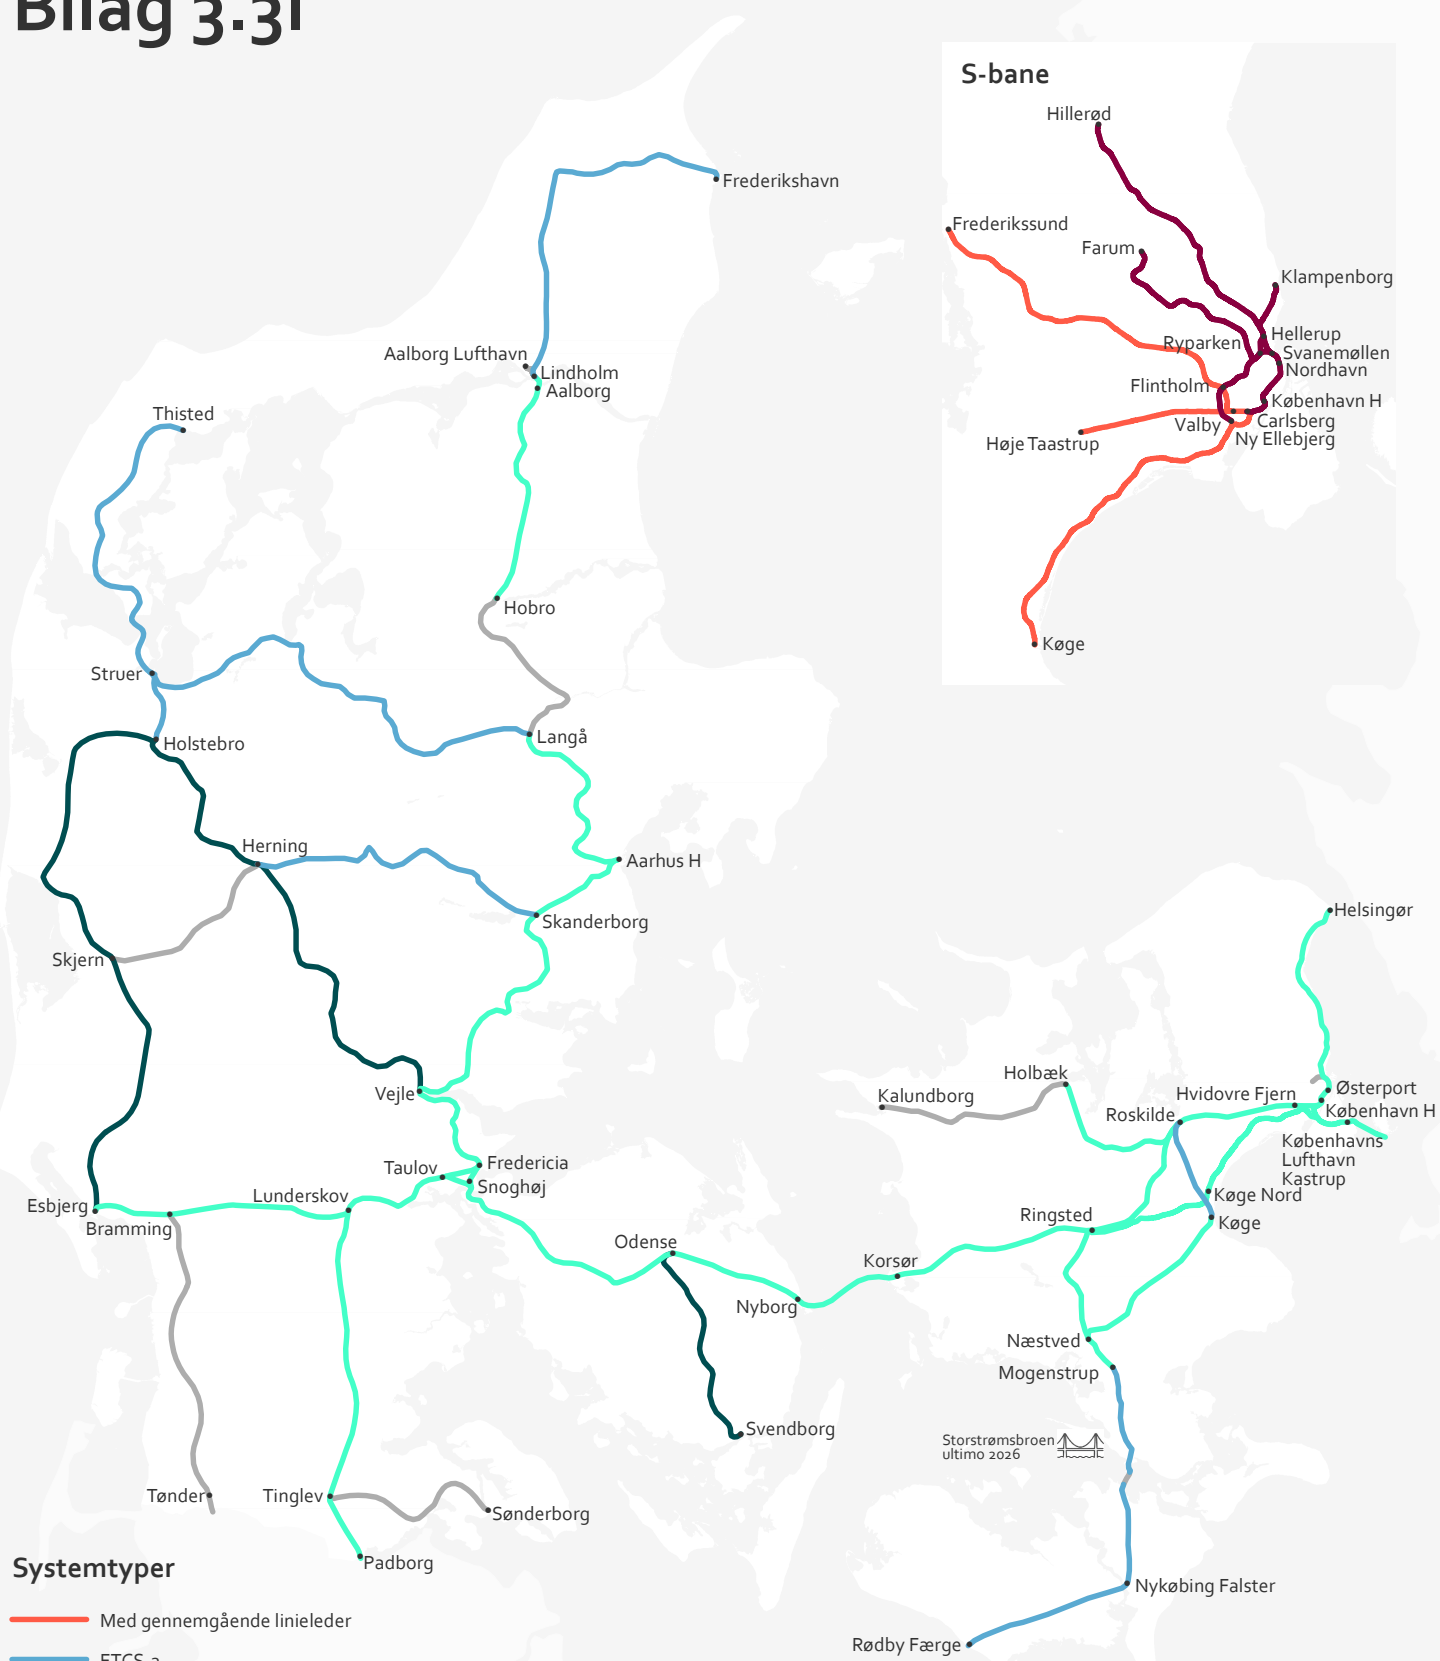 Bilag 3.3i
S-bane
Hillerød
Frederikssund
Farum
Klampenborg
Hellerup
Ryparken
Svanemøllen
Nordhavn
Flintholm
København H
Carlsberg
Valby
Ny Ellebjerg
Høje Taastrup
Køge
Frederikshavn
Aalborg Lufthavn
Lindholm
Aalborg
Thisted
Hobro
Struer
Langå
Holstebro
Herning
Aarhus H
Skanderborg
Skjern
Vejle
Fredericia
Taulov
Snoghøj
Lunderskov
Esbjerg
Bramming
Odense
Nyborg
Svendborg
Tønder
Tinglev
Sønderborg
Padborg
Helsingør
Holbæk
Kalundborg
Hvidovre Fjern
Østerport
Roskilde
København H
Københavns
Lufthavn
Kastrup
Køge Nord
Køge
Ringsted
Korsør
Næstved
Mogenstrup
Storstrømsbroen
ultimo 2026
Nykøbing Falster
Rødby Færge
Systemtyper
Med gennemgående linieleder